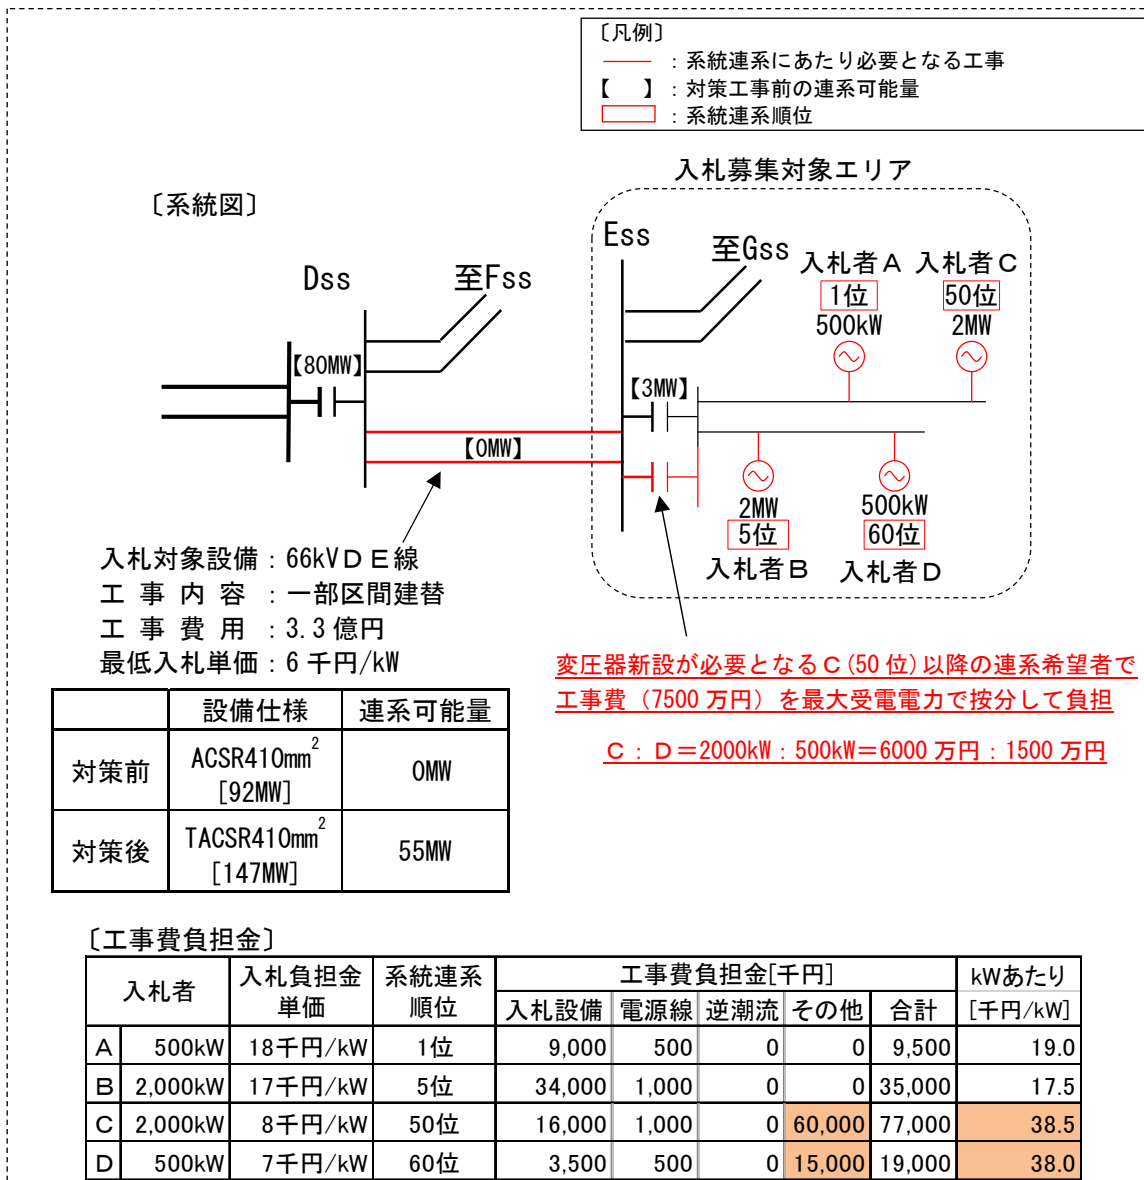 〔凡例〕
：系統連系にあたり必要となる工事
【　】：対策工事前の連系可能量
：系統連系順位
入札募集対象エリア
〔系統図〕
Ess
至Gss
入札者A
入札者C
Dss
至Fss
1位
50位
500kW
2MW
【80MW】
【3MW】
【0MW】
2MW
500kW
5位
60位
入札者B
入札者D
入札対象設備：66kVDE線
工事内容：一部区間建替
工事費用：3.3億円
最低入札単価：6千円/kW
変圧器新設が必要となるC(50位)以降の連系希望者で
工事費（7500万円）を最大受電電力で按分して負担
C：D＝2000kW：500kW＝6000万円：1500万円
設備仕様 連系可能量
対策前 ACSR410mm² [92MW] 0MW
対策後 TACSR410mm² [147MW] 55MW
〔工事費負担金〕
入札者 入札負担金単価 系統連系順位 工事費負担金[千円] kWあたり
入札設備 電源線 逆潮流 その他 合計 [千円/kW]
A 500kW 18千円/kW 1位 9,000 500 0 0 9,500 19.0
B 2,000kW 17千円/kW 5位 34,000 1,000 0 0 35,000 17.5
C 2,000kW 8千円/kW 50位 16,000 1,000 0 60,000 77,000 38.5
D 500kW 7千円/kW 60位 3,500 500 0 15,000 19,000 38.0